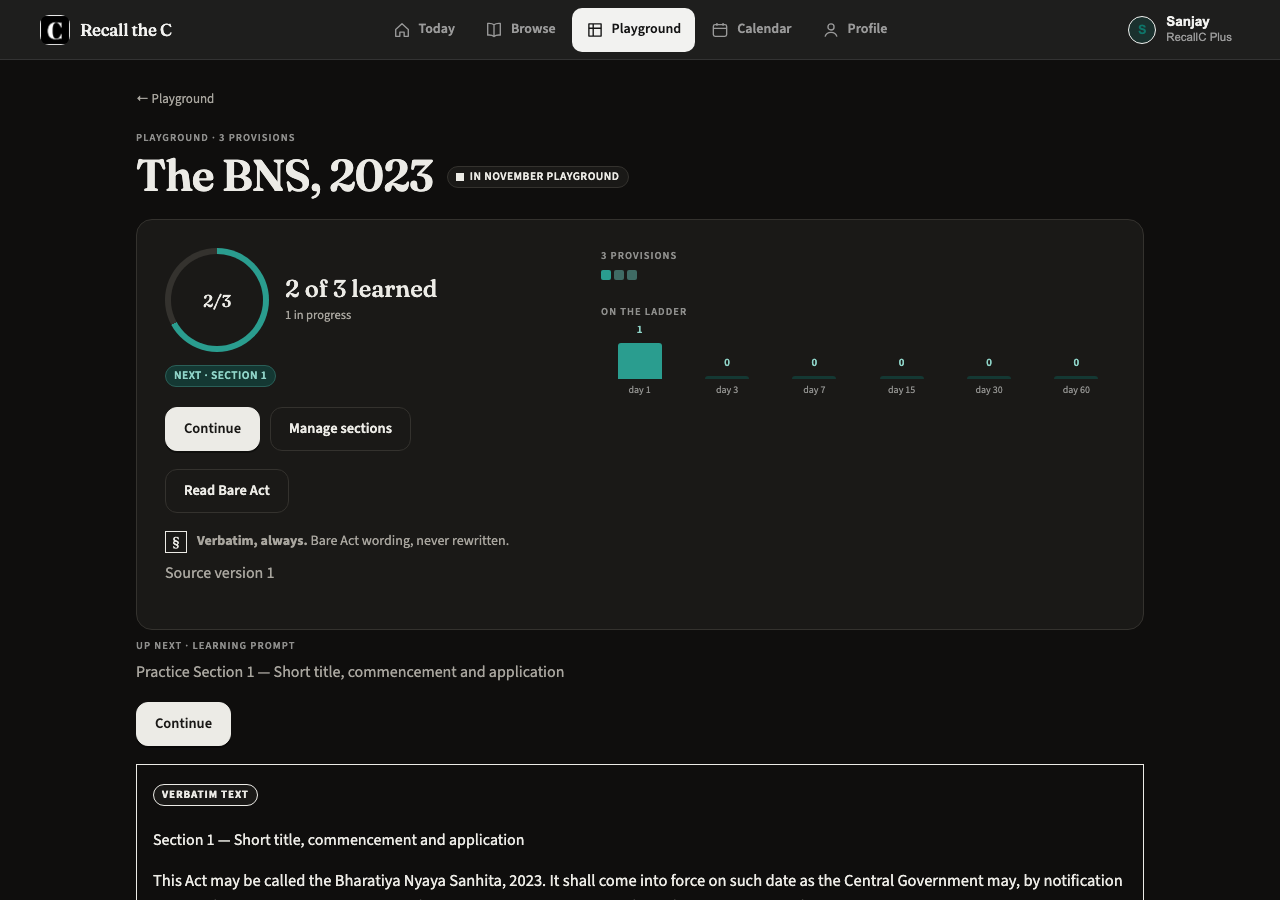 C Recall the C
Today
Browse
Playground
Calendar
Profile
S
Sanjay
RecallC Plus
← Playground
PLAYGROUND · 3 PROVISIONS
The BNS, 2023
IN NOVEMBER PLAYGROUND
2/3
2 of 3 learned
1 in progress
NEXT · SECTION 1
Continue
Manage sections
Read Bare Act
§ Verbatim, always. Bare Act wording, never rewritten.
Source version 1
3 PROVISIONS
ON THE LADDER
1 0 0 0 0 0
day 1 day 3 day 7 day 15 day 30 day 60
UP NEXT · LEARNING PROMPT
Practice Section 1 — Short title, commencement and application
Continue
VERBATIM TEXT
Section 1 — Short title, commencement and application
This Act may be called the Bharatiya Nyaya Sanhita, 2023. It shall come into force on such date as the Central Government may, by notification